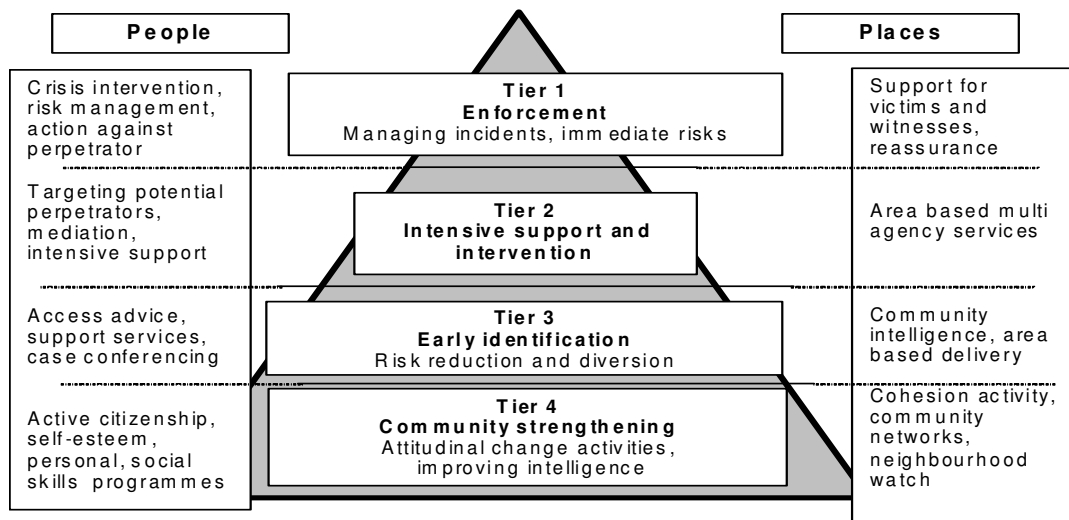 People
Places
Crisis intervention,
risk management,
action against
perpetrator
Tier 1
Enforcement
Managing incidents, immediate risks
Support for
victims and
witnesses,
reassurance
Targeting potential
perpetrators,
mediation,
intensive support
Tier 2
Intensive support and
intervention
Area based multi
agency services
Access advice,
support services,
case conferencing
Tier 3
Early identification
Risk reduction and diversion
Community
intelligence, area
based delivery
Active citizenship,
self-esteem,
personal, social
skills programmes
Tier 4
Community strengthening
Attitudinal change activities,
improving intelligence
Cohesion activity,
community
networks,
neighbourhood
watch